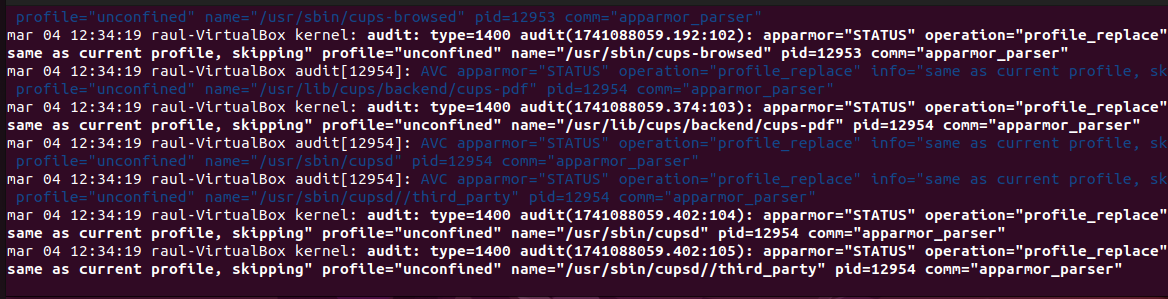 profile="unconfined" name="/usr/sbin/cups-browsed" pid=12953 comm="apparmor_parser"
mar 04 12:34:19 raul-VirtualBox kernel: audit: type=1400 audit(1741088059.192:102): apparmor="STATUS" operation="profile_replace"
same as current profile, skipping" profile="unconfined" name="/usr/sbin/cups-browsed" pid=12953 comm="apparmor_parser"
mar 04 12:34:19 raul-VirtualBox audit[12954]: AVC apparmor="STATUS" operation="profile_replace" info="same as current profile, sk
profile="unconfined" name="/usr/lib/cups/backend/cups-pdf" pid=12954 comm="apparmor_parser"
mar 04 12:34:19 raul-VirtualBox kernel: audit: type=1400 audit(1741088059.374:103): apparmor="STATUS" operation="profile_replace"
same as current profile, skipping" profile="unconfined" name="/usr/lib/cups/backend/cups-pdf" pid=12954 comm="apparmor_parser"
mar 04 12:34:19 raul-VirtualBox audit[12954]: AVC apparmor="STATUS" operation="profile_replace" info="same as current profile, sk
profile="unconfined" name="/usr/sbin/cupsd" pid=12954 comm="apparmor_parser"
mar 04 12:34:19 raul-VirtualBox audit[12954]: AVC apparmor="STATUS" operation="profile_replace" info="same as current profile, sk
profile="unconfined" name="/usr/sbin/cupsd//third_party" pid=12954 comm="apparmor_parser"
mar 04 12:34:19 raul-VirtualBox kernel: audit: type=1400 audit(1741088059.402:104): apparmor="STATUS" operation="profile_replace"
same as current profile, skipping" profile="unconfined" name="/usr/sbin/cupsd" pid=12954 comm="apparmor_parser"
mar 04 12:34:19 raul-VirtualBox kernel: audit: type=1400 audit(1741088059.402:105): apparmor="STATUS" operation="profile_replace"
same as current profile, skipping" profile="unconfined" name="/usr/sbin/cupsd//third_party" pid=12954 comm="apparmor_parser"